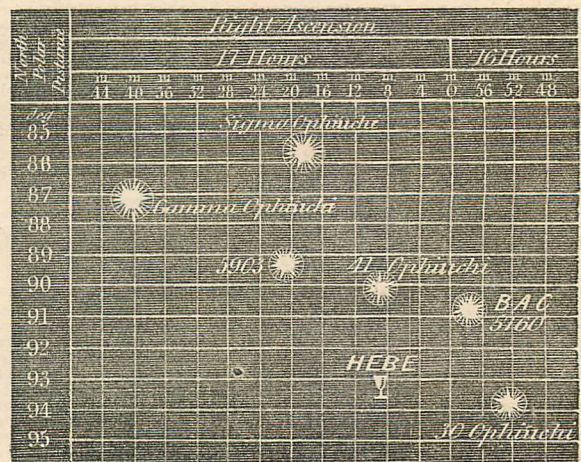 Right Ascension
North Polar Distance
17 Hours 16 Hours
m m m m m m m m m m m m m m m
44 40 36 32 28 24 20 16 12 8 4 0 56 52 48
deg
85
Sigma Ophiuchi
86
87
Gamma Ophiuchi
88
89
5903 41 Ophiuchi
90
BAC
5760
91
92
HEBE
93
94
30 Ophiuchi
95